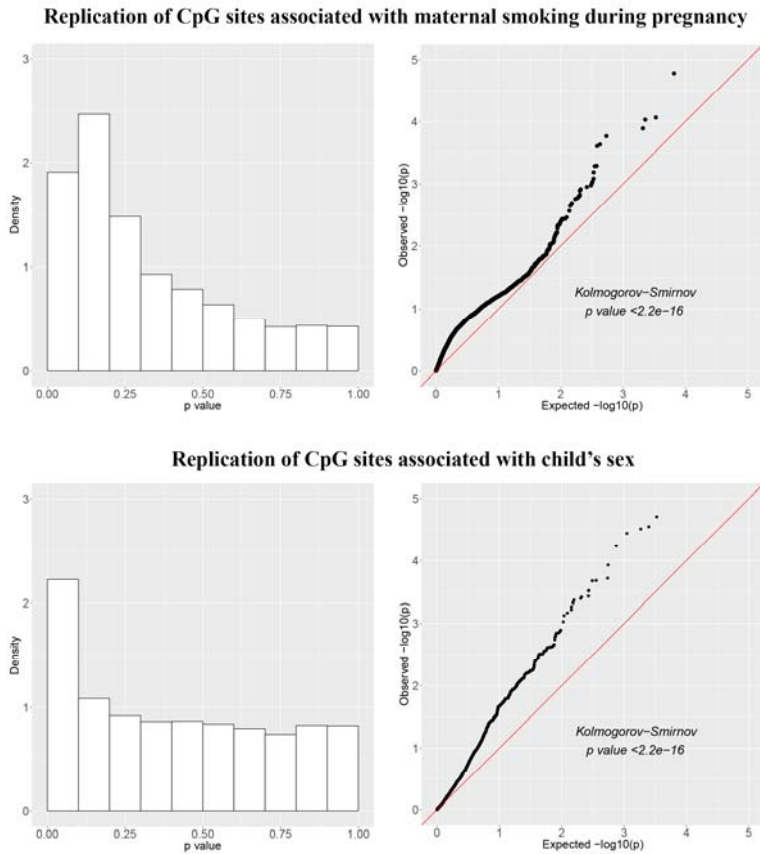 Replication of CpG sites associated with maternal smoking during pregnancy
3
2
1
0
Density
0.00 0.25 0.50 0.75 1.00
p value
5
4
3
2
1
0
Observed −log10(p)
Kolmogorov−Smirnov
p value <2.2e−16
0 1 2 3 4 5
Expected −log10(p)
Replication of CpG sites associated with child's sex
3
2
1
0
Density
0.00 0.25 0.50 0.75 1.00
p value
5
4
3
2
1
0
Observed −log10(p)
Kolmogorov−Smirnov
p value <2.2e−16
0 1 2 3 4 5
Expected −log10(p)